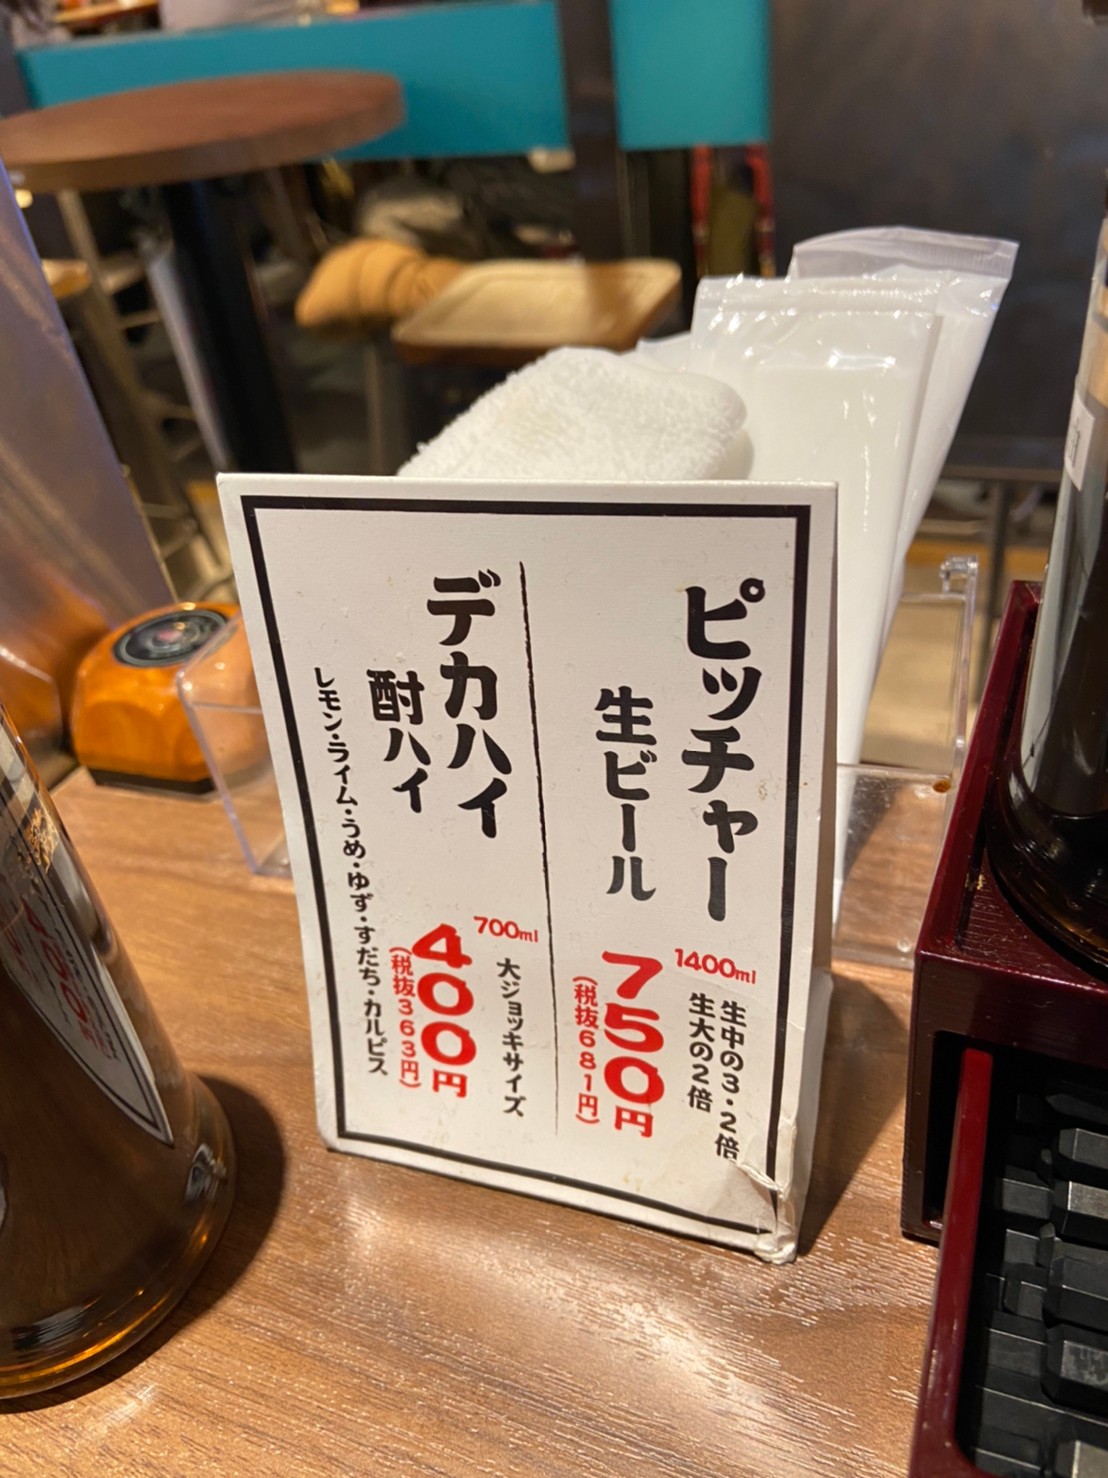 ピッチャー
生ビール
1400ml
生中の3・2倍
生大の2倍
750円
(税抜681円)
デカハイ
酎ハイ
レモン・ライム・うめ・ゆず・すだち・カルピス
700ml
大ジョッキサイズ
400円
(税抜363円)